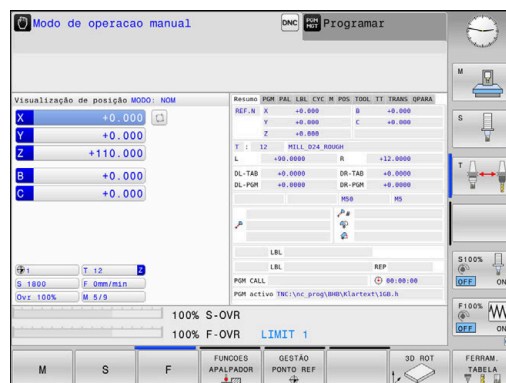 Modo de operacao manual
DNC
PGM MGT
Programar
Visualização de posição MODO: NOM
X +0.000
Y +0.000
Z +110.000
B +0.000
C +0.000
1
T 12 Z
S 1800 F 0mm/min
Ovr 100% M 5/9
Resumo PGM PAL LBL CYC M POS TOOL TT TRANS QPARA
REF.N X +0.000 B +0.000
Y +0.000 C +0.000
Z +0.000
T : 12 MILL_D24_ROUGH
L +90.0000 R +12.0000
DL-TAB +0.0000 DR-TAB +0.0000
DL-PGM +0.0000 DR-PGM +0.0000
M50 M5
P #
LBL
LBL REP
PGM CALL 00:00:00
PGM activo TNC:\nc_prog\BHB\Klartext\1GB.h
100% S-OVR
100% F-OVR LIMIT 1
M
S
F
FUNCOES APALPADOR
GESTÃO PONTO REF
3D ROT
FERRAM. TABELA
M
S
T
S100%
OFF ON
F100%
OFF ON